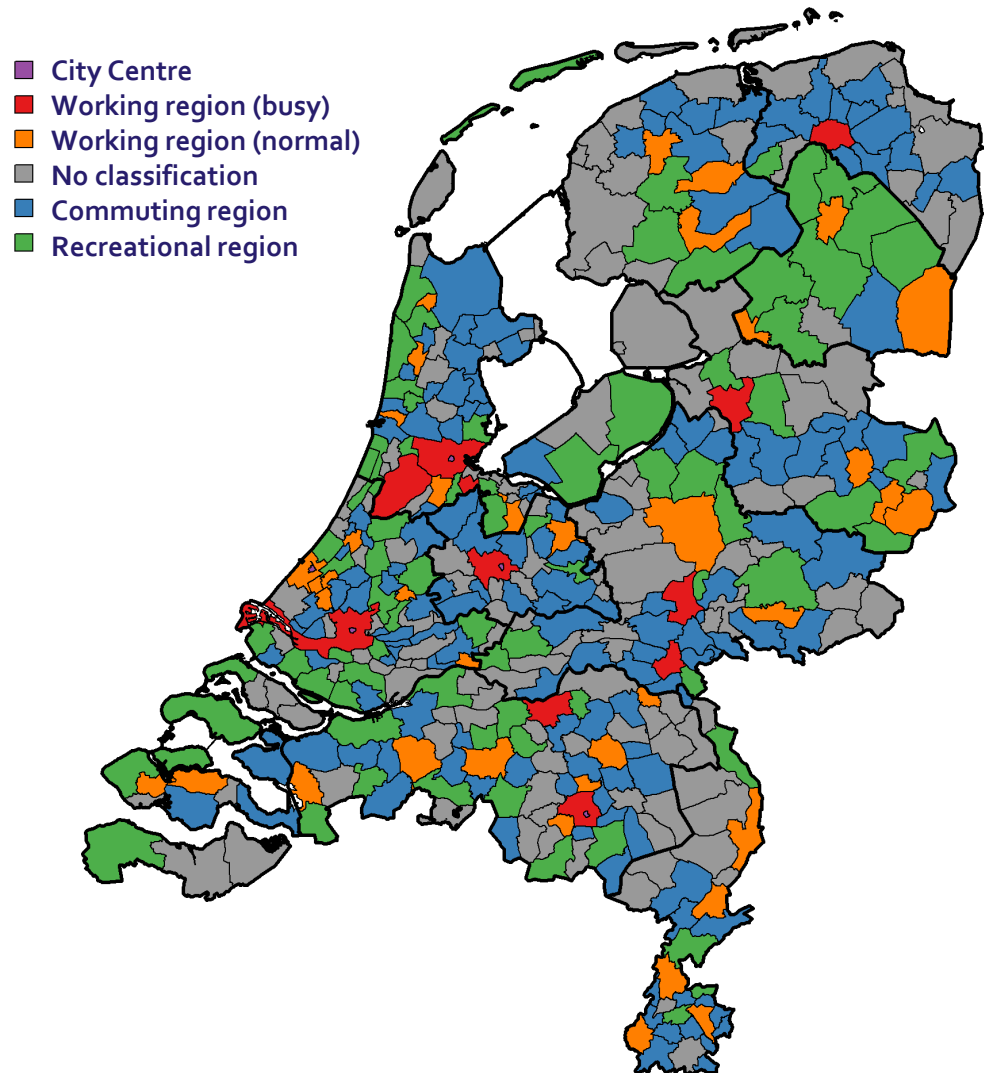 City Centre
Working region (busy)
Working region (normal)
No classification
Commuting region
Recreational region